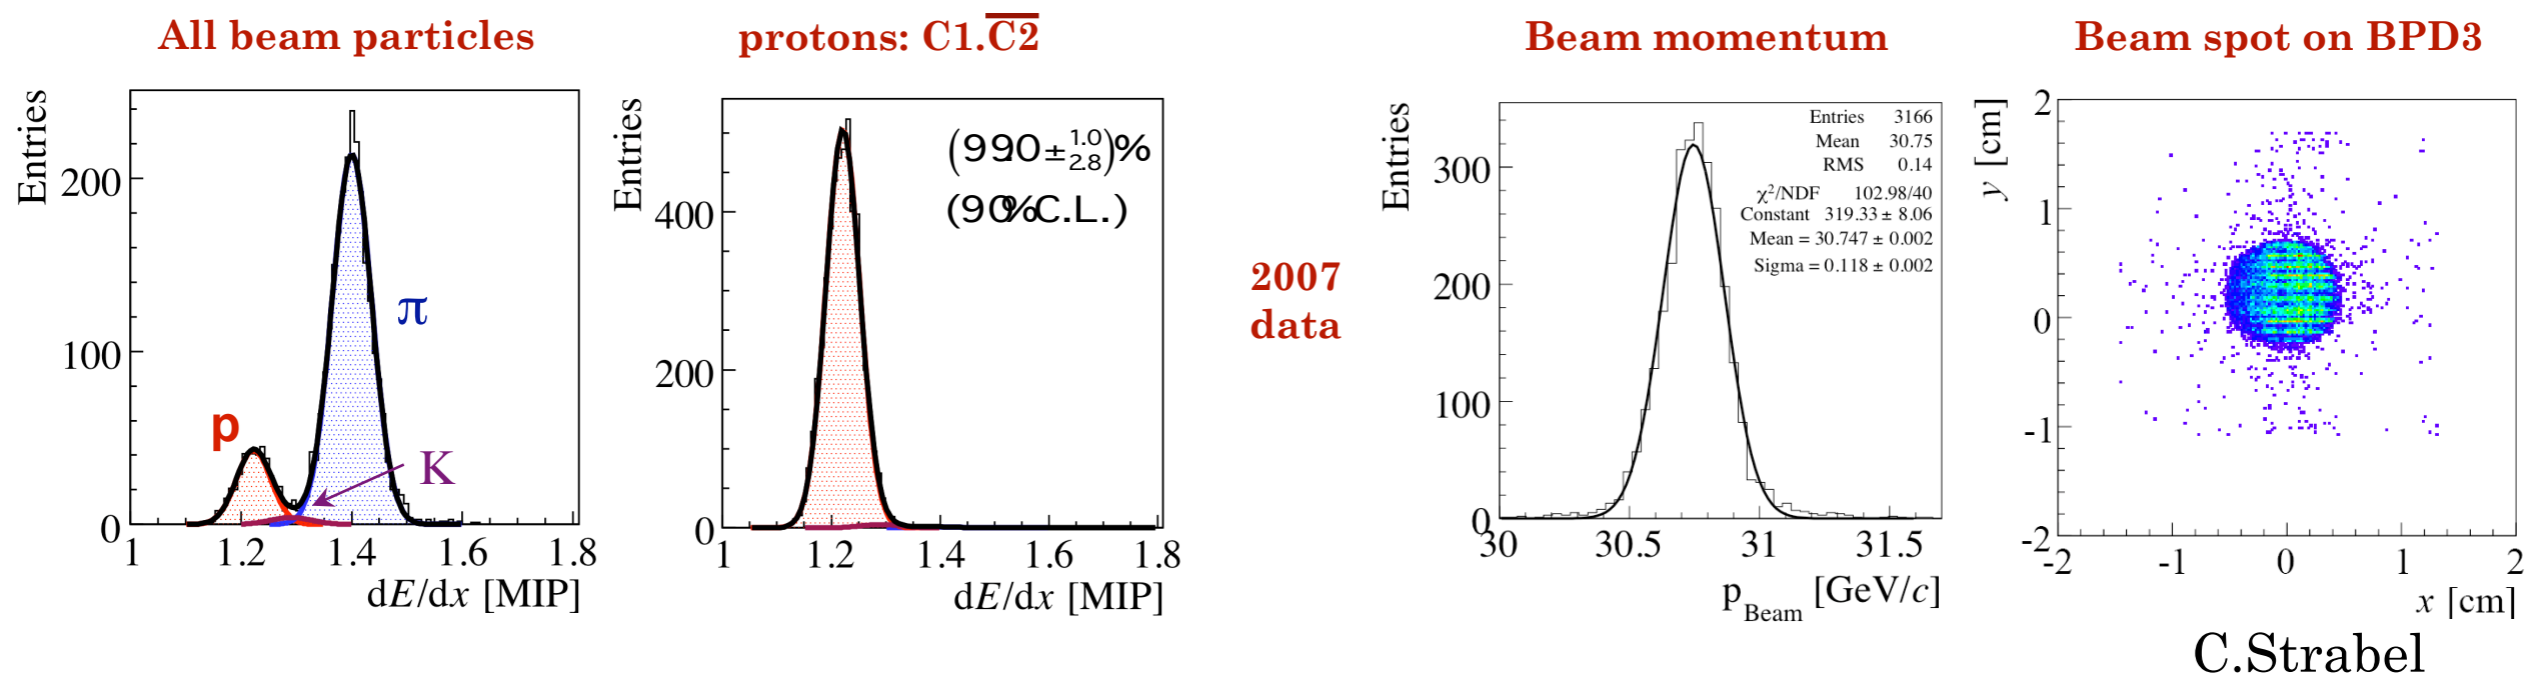 All beam particles
protons: C1.C̅2̅
Beam momentum
Beam spot on BPD3
Entries
200
100
0
1
1.2
1.4
1.6
1.8
dE/dx [MIP]
p
π
K
Entries
400
200
0
1
1.2
1.4
1.6
1.8
dE/dx [MIP]
(99.0 ± 1.0 2.8)%
(90%C.L.)
2007
data
Entries
300
200
100
0
30
30.5
31
31.5
p Beam [GeV/c]
Entries 3166
Mean 30.75
RMS 0.14
χ²/NDF 102.98/40
Constant 319.33 ± 8.06
Mean = 30.747 ± 0.002
Sigma = 0.118 ± 0.002
y [cm]
2
1
0
-1
-2
-2
-1
0
1
2
x [cm]
C.Strabel